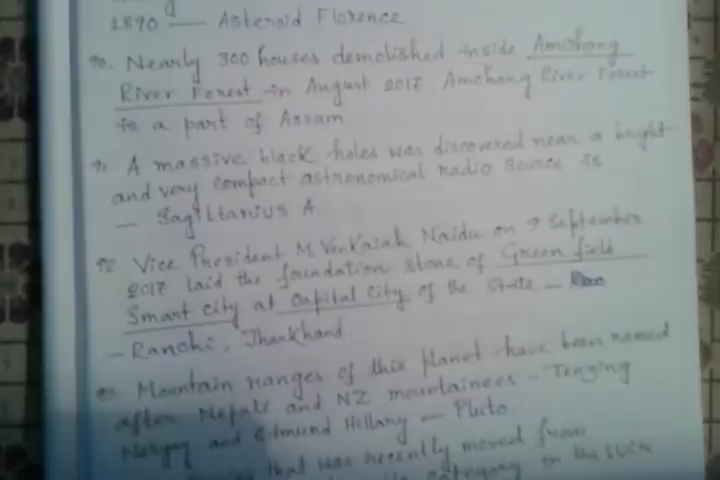 1890 — Asteroid Florence
90. Nearly 300 houses demolished inside Amchang
River Forest in August 2017 Amchang River Forest
is a part of Assam
91 A massive black holes was discovered near a bright
and very compact astronomical radio source is
— Sagittarius A
92 Vice President M. Venkaiah Naidu on 9 September
2017 laid the foundation stone of Green field
Smart city at Capital City of the State —
— Ranchi, Jharkhand
93. Mountain ranges of this planet have been named
after Nepali and NZ mountainees - Tenzing
Norgay and Edmund Hillary — Pluto
that was recently moved from
category in the IUCN